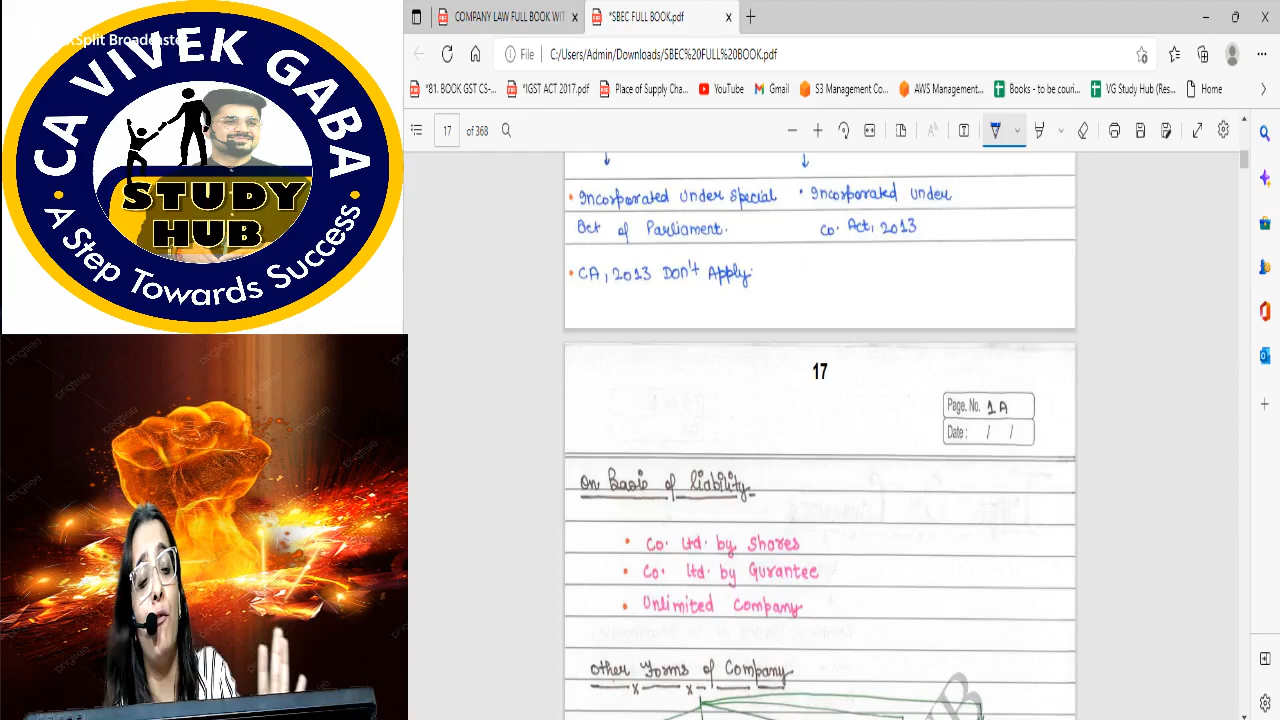 XSplit Broadcaster
CA VIVEK GABA
STUDY
HUB
• A Step Towards Success •
COMPANY LAW FULL BOOK WIT
*SBEC FULL BOOK.pdf
File
C:/Users/Admin/Downloads/SBEC%20FULL%20BOOK.pdf
*81. BOOK GST CS-...
*IGST ACT 2017.pdf
Place of Supply Cha...
YouTube
Gmail
S3 Management Co...
AWS Management...
Books - to be couri...
VG Study Hub (Res...
Home
17 of 368
• Incorporated Under Special
Act of Parliament.
• CA, 2013 Don't Apply.
• Incorporated Under
Co. Act, 2013
17
Page. No. 1A
Date : / /
On Basis of Liability
• Co. Ltd. by Shares
• Co. Ltd. by Gurantee
• Unlimited Company
Other Forms of Company